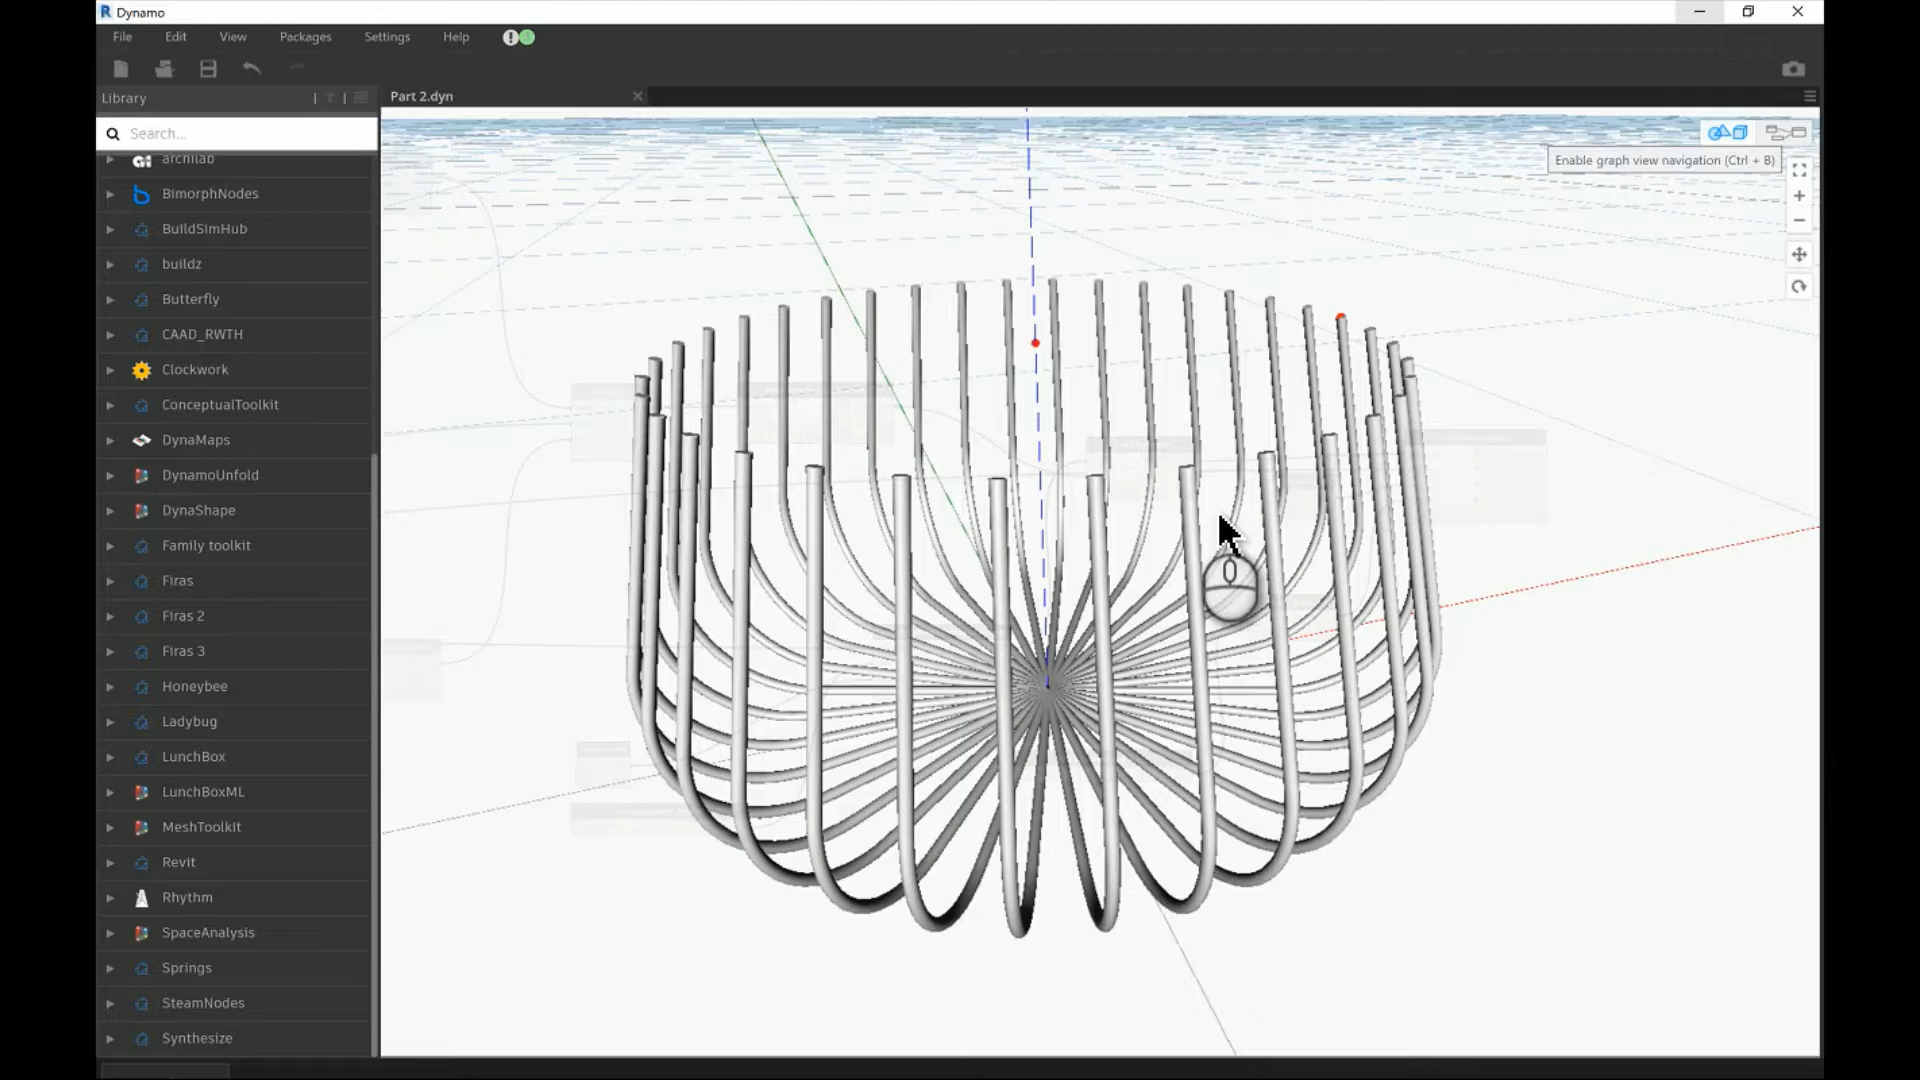 Dynamo
File Edit View Packages Settings Help
Library
Part 2.dyn
Search...
Enable graph view navigation (Ctrl + B)
archilab
BimorphNodes
BuildSimHub
buildz
Butterfly
CAAD_RWTH
Clockwork
ConceptualToolkit
DynaMaps
DynamoUnfold
DynaShape
Family toolkit
Firas
Firas 2
Firas 3
Honeybee
Ladybug
LunchBox
LunchBoxML
MeshToolkit
Revit
Rhythm
SpaceAnalysis
Springs
SteamNodes
Synthesize